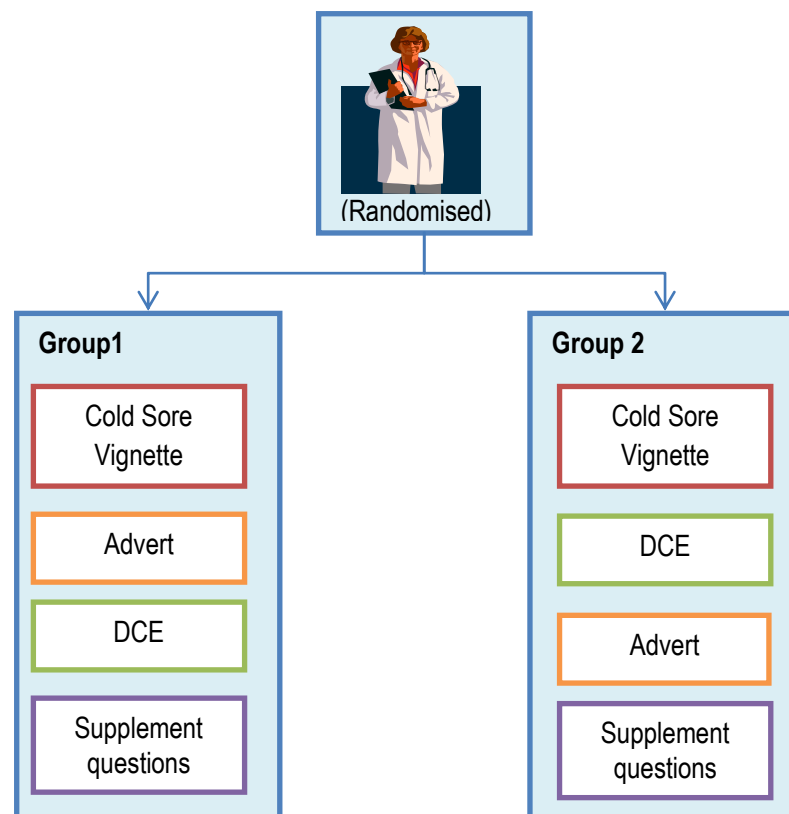 (Randomised)
Group1
Cold Sore
Vignette
Advert
DCE
Supplement
questions
Group 2
Cold Sore
Vignette
DCE
Advert
Supplement
questions